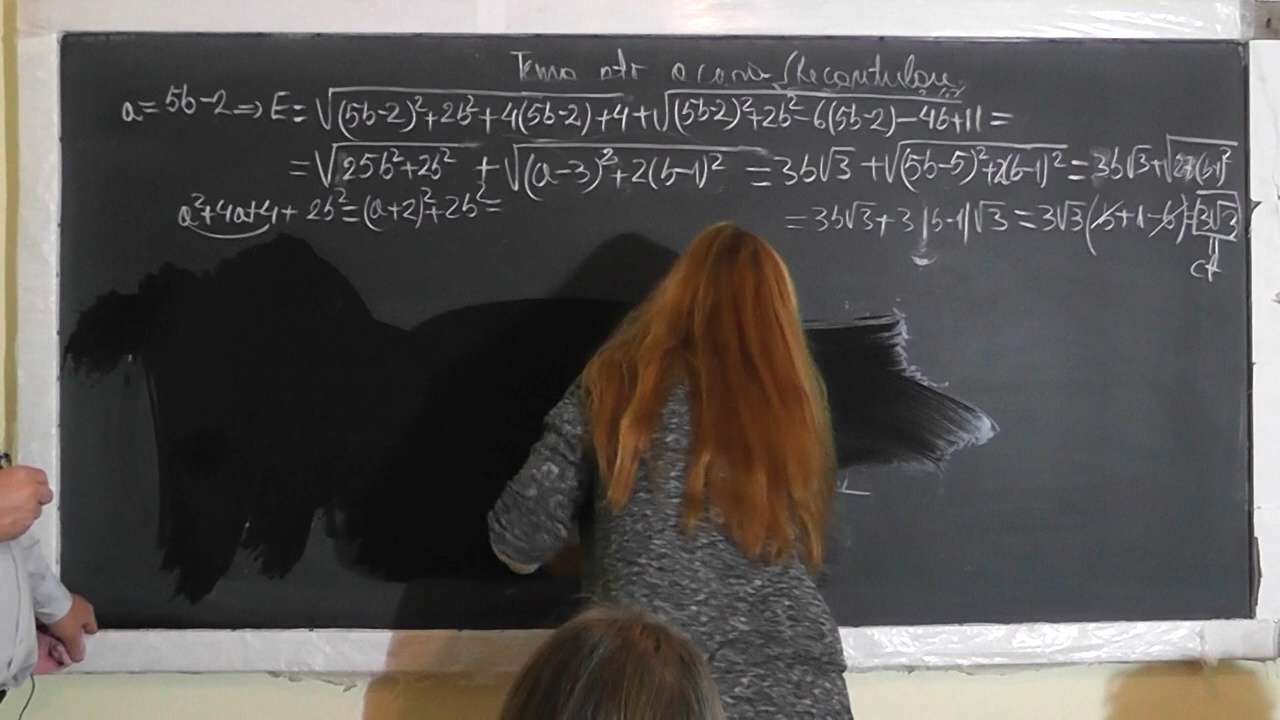 Tema ptr acasă (Recapitulare)
a = 5b-2 => E = √((5b-2)²+2b²+4(5b-2)+4) + √((5b-2)²+2b²-6(5b-2)-4b+11) =
= √(25b²+2b²) + √((a-3)²+2(b-1)²) = 3b√3 + √((5b-5)²+2(b-1)²) = 3b√3 + √(27(b-1)²)
a²+4a+4+2b² = (a+2)²+2b² =
= 3b√3 + 3|b-1|√3 = 3√3(b+1-b) = 3√3